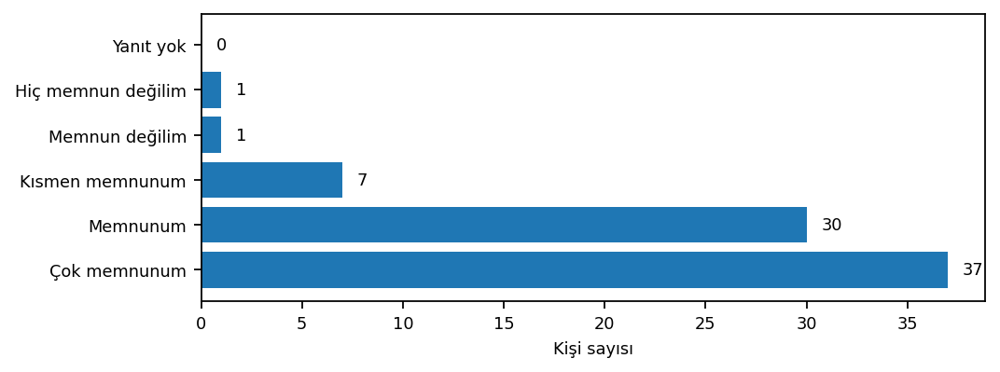 Yanıt yok 0
Hiç memnun değilim 1
Memnun değilim 1
Kısmen memnunum 7
Memnunum 30
Çok memnunum 37
0 5 10 15 20 25 30 35
Kişi sayısı